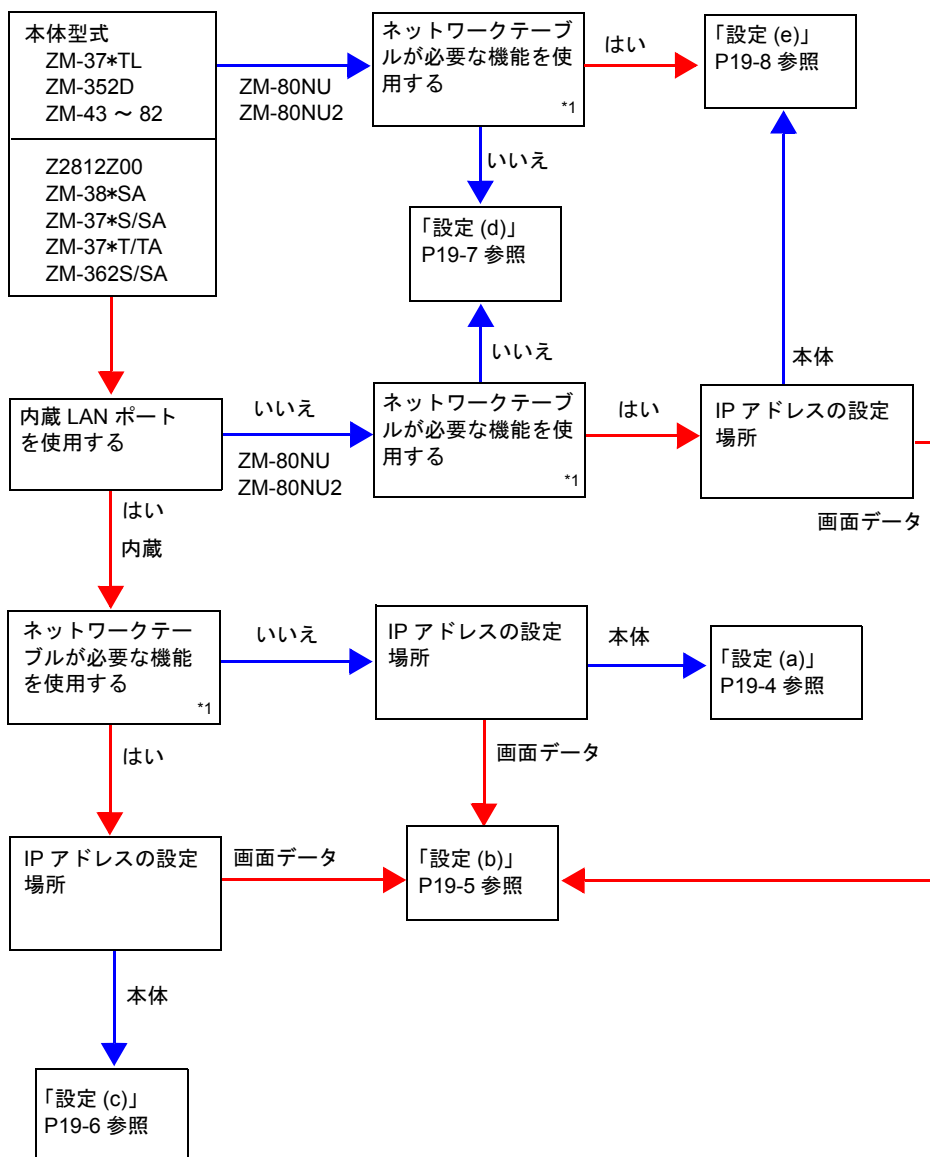 本体型式
ZM-37*TL
ZM-352D
ZM-43 ～ 82
Z2812Z00
ZM-38*SA
ZM-37*S/SA
ZM-37*T/TA
ZM-362S/SA
ZM-80NU
ZM-80NU2
ネットワークテーブ
ルが必要な機能を使
用する
*1
はい
「設定 (e)」
P19-8 参照
いいえ
「設定 (d)」
P19-7 参照
いいえ
本体
内蔵 LAN ポート
を使用する
いいえ
ZM-80NU
ZM-80NU2
ネットワークテーブ
ルが必要な機能を使
用する
*1
はい
IP アドレスの設定
場所
画面データ
はい
内蔵
ネットワークテー
ブルが必要な機能
を使用する
*1
いいえ
IP アドレスの設定
場所
本体
「設定 (a)」
P19-4 参照
はい
画面データ
IP アドレスの設定
場所
画面データ
「設定 (b)」
P19-5 参照
本体
「設定 (c)」
P19-6 参照